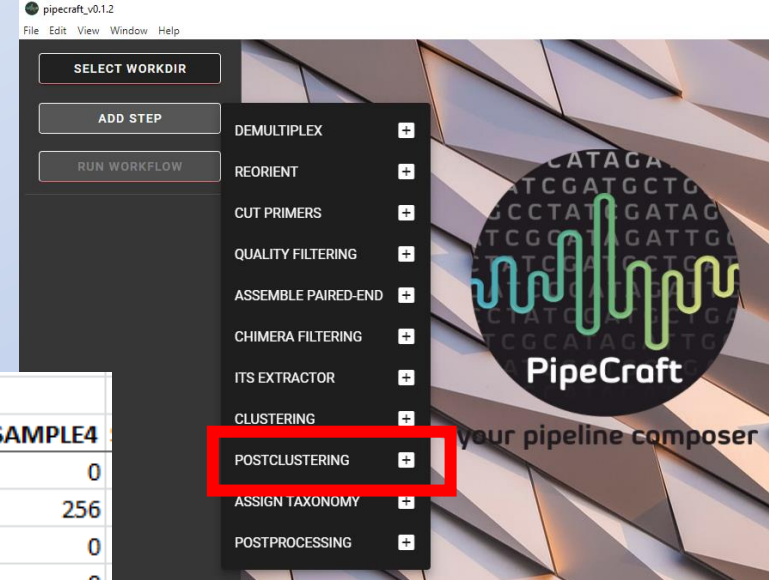 pipecraft_v0.1.2
File Edit View Window Help
SELECT WORKDIR
ADD STEP
RUN WORKFLOW
DEMULTIPLEX
REORIENT
CUT PRIMERS
QUALITY FILTERING
ASSEMBLE PAIRED-END
CHIMERA FILTERING
ITS EXTRACTOR
CLUSTERING
POSTCLUSTERING
ASSIGN TAXONOMY
POSTPROCESSING
PipeCraft
your pipeline composer
SAMPLE4
0
256
0